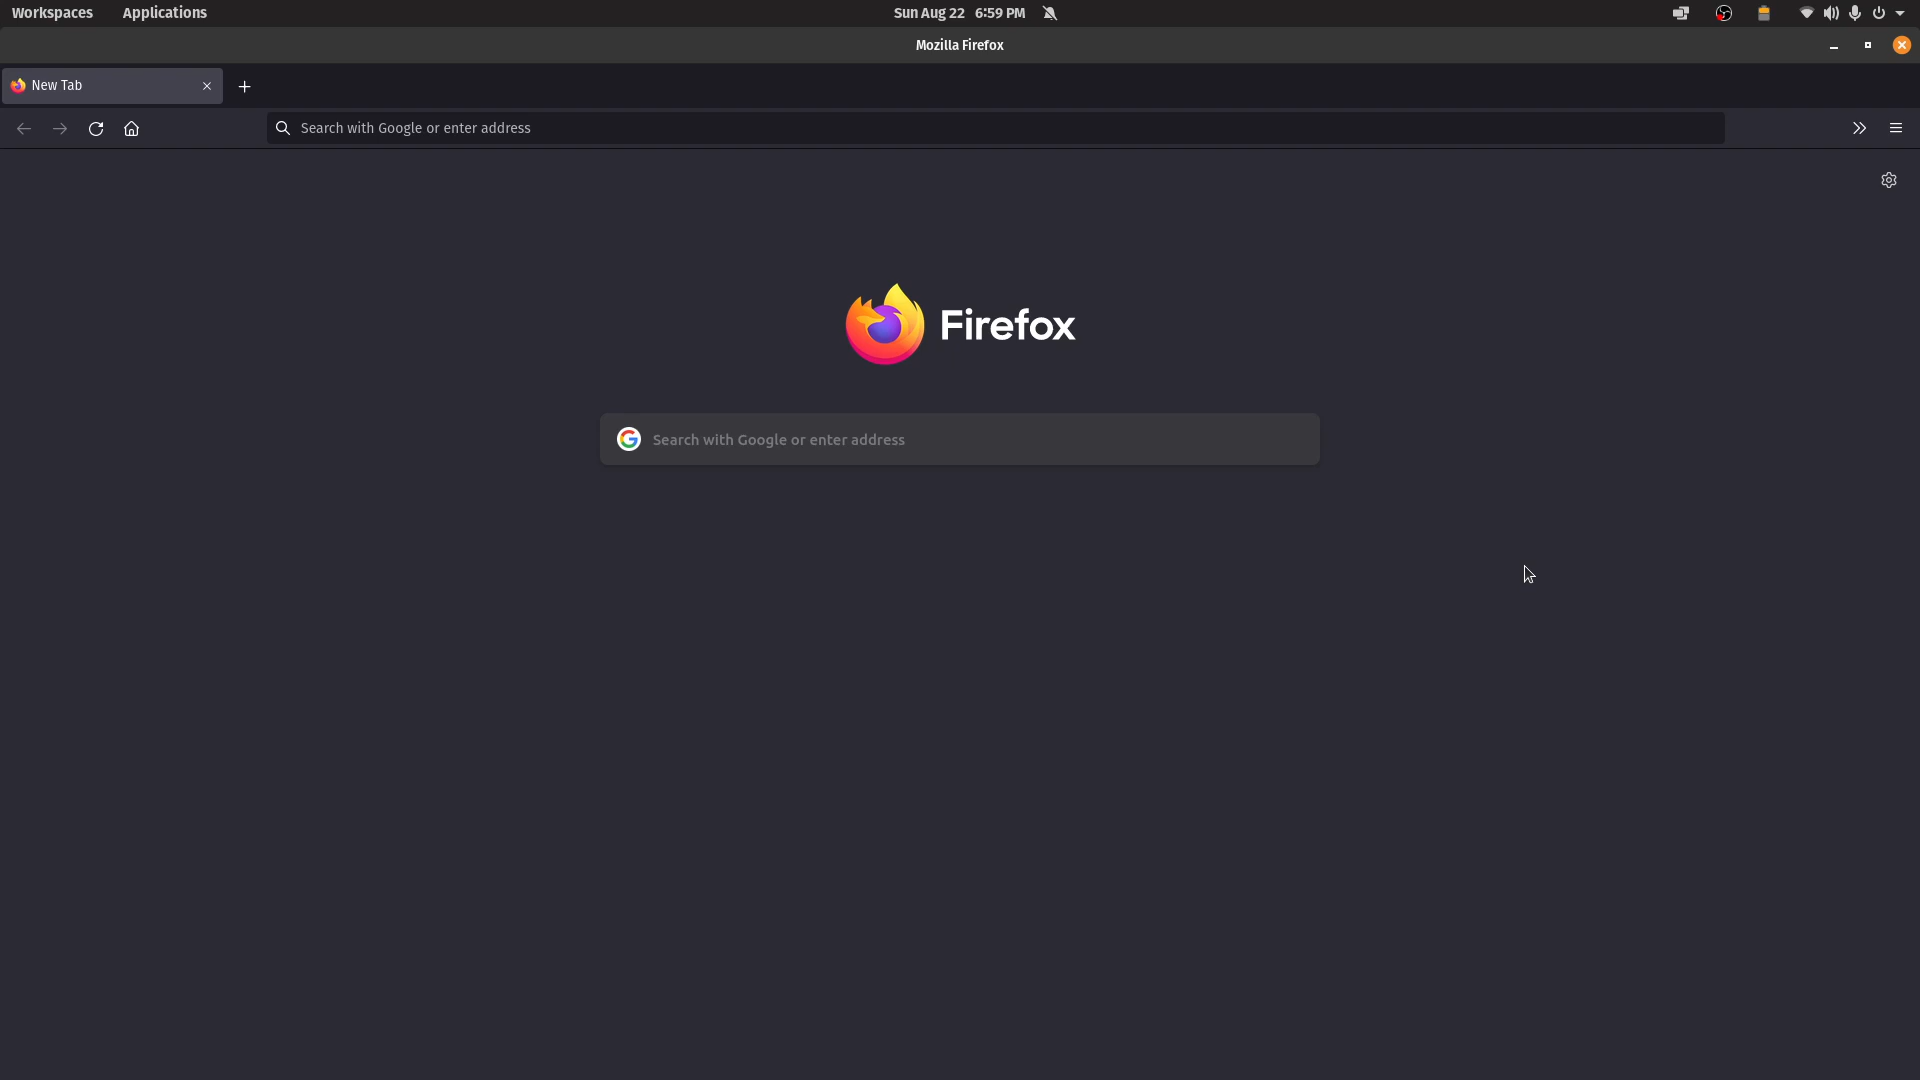 Workspaces Applications Sun Aug 22 6:59 PM
Mozilla Firefox
New Tab
Search with Google or enter address
Firefox
Search with Google or enter address